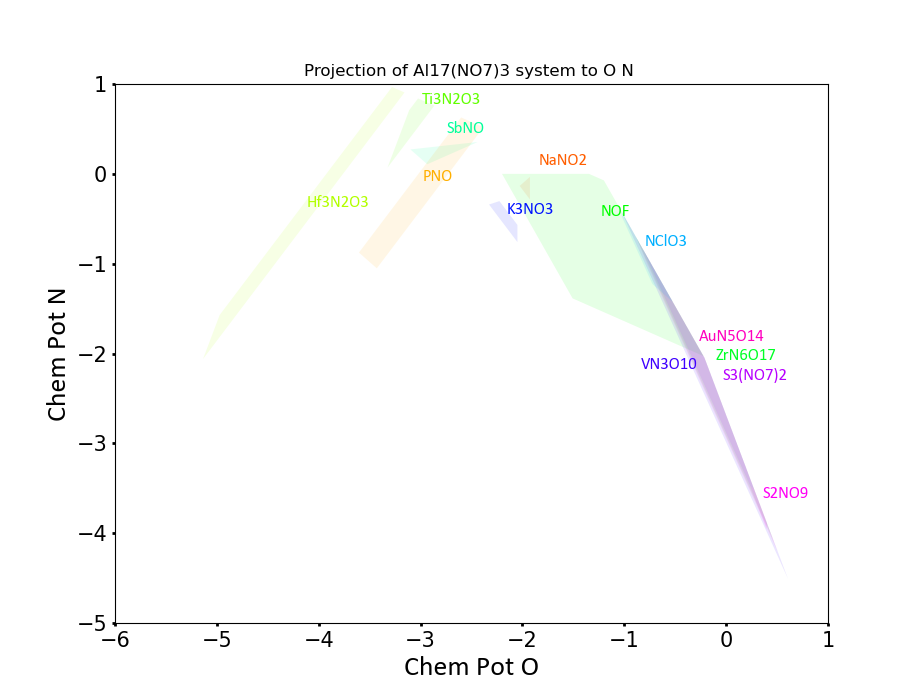 Projection of Al17(NO7)3 system to O N
1
Ti3N2O3
SbNO
NaNO2
0
PNO
Hf3N2O3
K3NO3
NOF
NClO3
−1
AuN5O14
−2
ZrN6O17
VN3O10
S3(NO7)2
−3
S2NO9
−4
−5
Chem Pot N
−6
−5
−4
−3
−2
−1
0
1
Chem Pot O